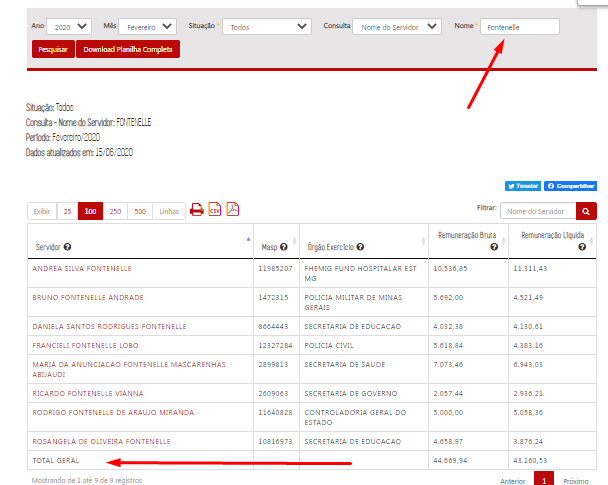 Ano 2020 Mês Fevereiro Situação * Todos Consulta Nome do Servidor Nome * Fontenelle
Pesquisar Download Planilha Completa
Situação: Todos
Consulta - Nome do Servidor: FONTENELLE
Período: Fevereiro/2020
Dados atualizados em: 15/06/2020
Tweetar Compartilhar
Exibir 25 100 250 500 Linhas CSV Filtrar: Nome do Servidor
Servidor Masp Órgão Exercício Remuneração Bruta Remuneração Líquida
ANDREA SILVA FONTENELLE 11985207 FHEMIG FUND HOSPITALAR EST 10.536,85 11.311,43
MG
BRUNO FONTENELLE ANDRADE 1472315 POLICIA MILITAR DE MINAS 5.692,00 4.521,49
GERAIS
DANIELA SANTOS RODRIGUES FONTENELLE 8664443 SECRETARIA DE EDUCACAO 4.032,38 4.130,61
FRANCIELI FONTENELLE LOBO 12327284 POLICIA CIVIL 5.618,84 4.383,16
MARIA DA ANUNCIACAO FONTENELLE MASCARENHAS 2899813 SECRETARIA DE SAUDE 7.073,46 6.943,03
ABIJAUDI
RICARDO FONTENELLE VIANNA 2609063 SECRETARIA DE GOVERNO 2.057,44 2.936,21
RODRIGO FONTENELLE DE ARAUJO MIRANDA 11640828 CONTROLADORIA GERAL DO 5.000,00 5.058,36
ESTADO
ROSANGELA DE OLIVEIRA FONTENELLE 10816973 SECRETARIA DE EDUCACAO 4.658,97 3.876,24
TOTAL GERAL 44.669,94 43.160,53
Mostrando de 1 até 9 de 9 registros Anterior 1 Próximo